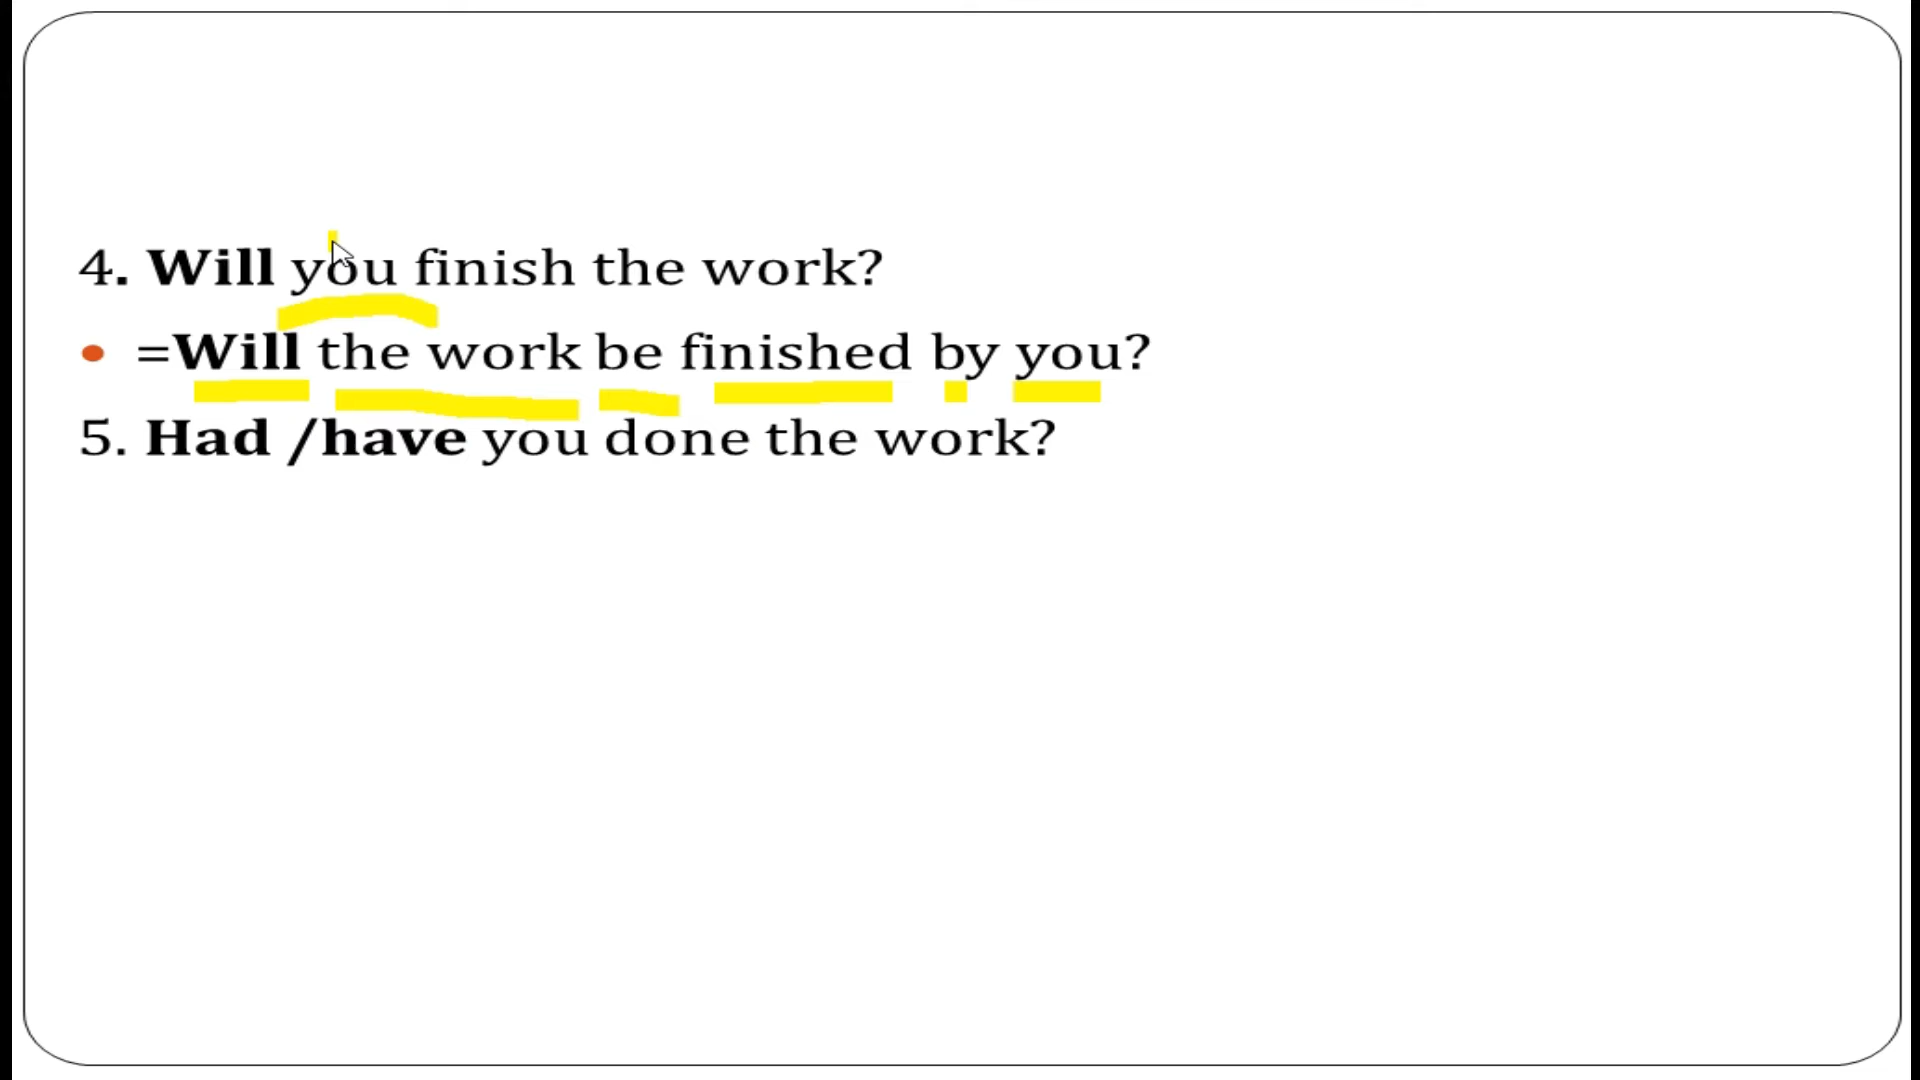 4. Will you finish the work?
• =Will the work be finished by you?
5. Had /have you done the work?